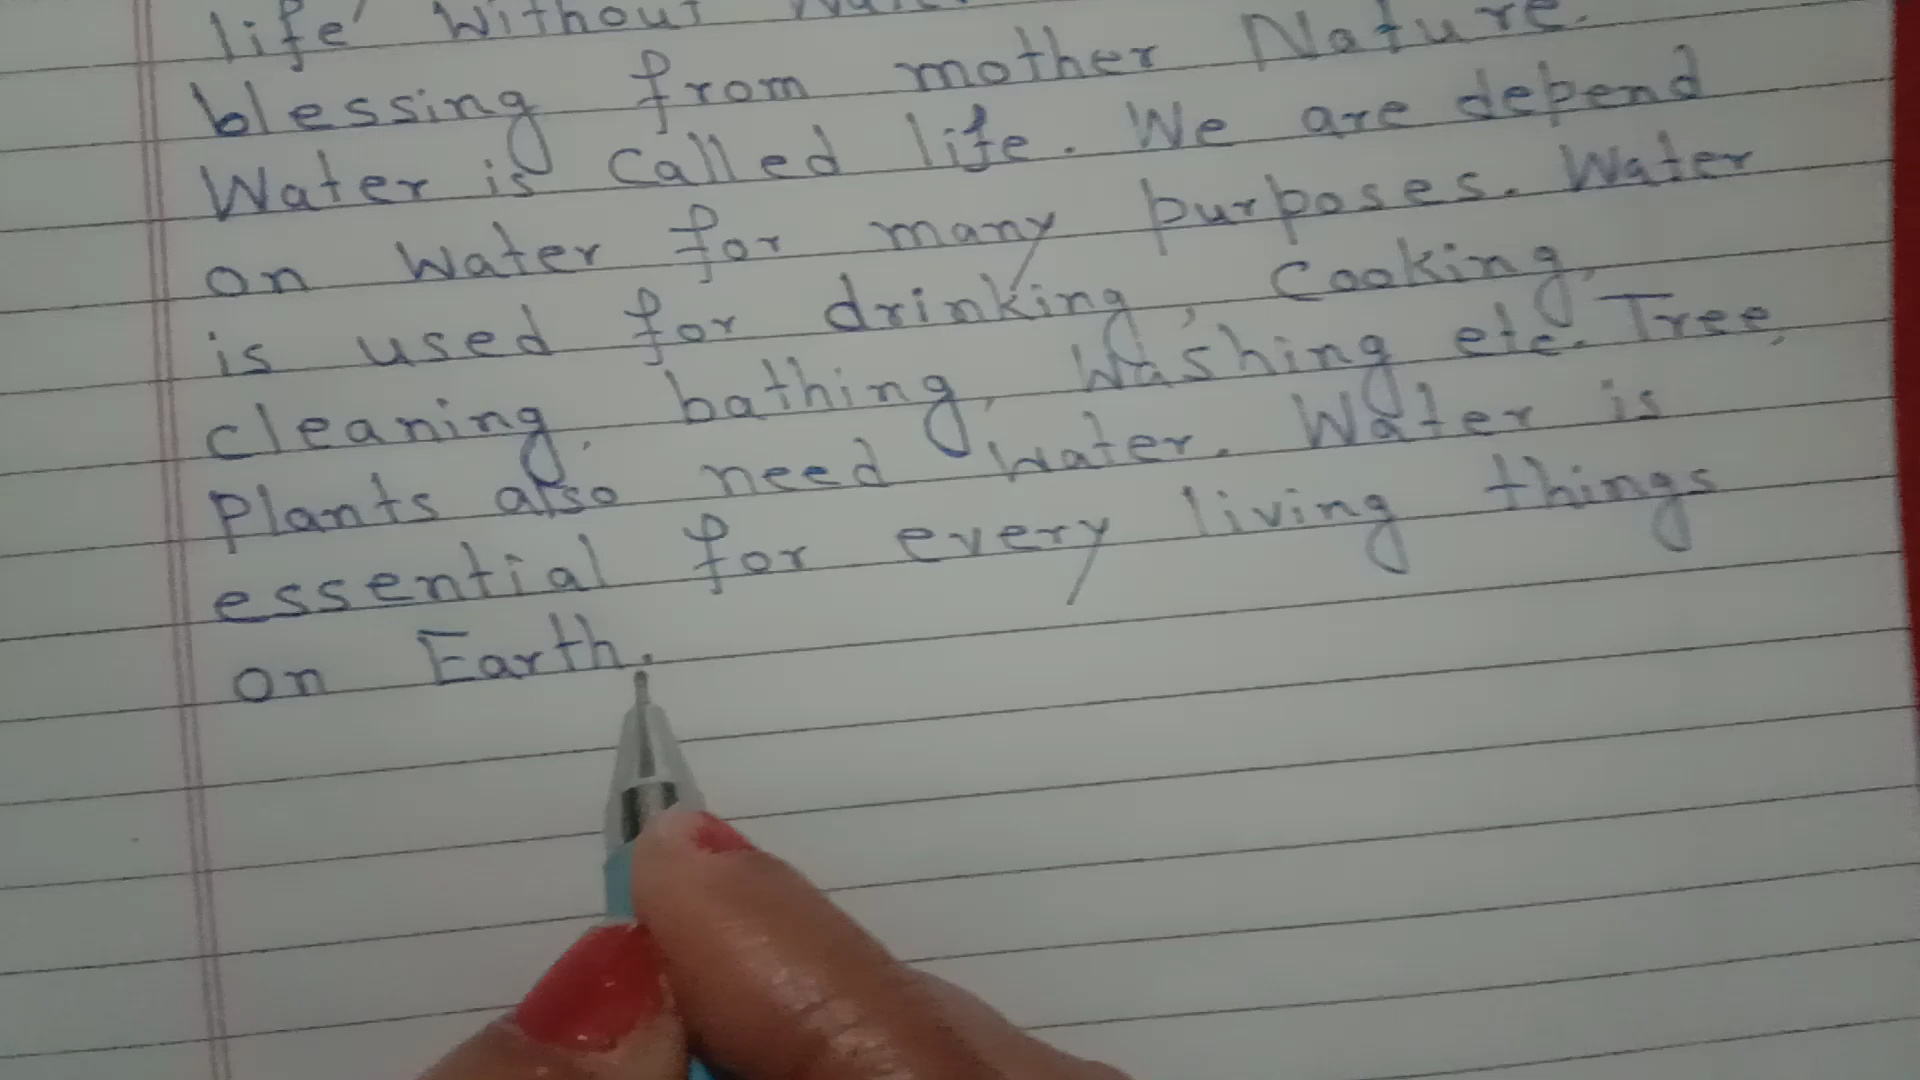 life without
blessing from mother Nature.
Water is called life. We are depend
on water for many purposes. Water
is used for drinking, cooking,
cleaning, bathing, washing etc. Tree,
Plants also need water. Water is
essential for every living things
on Earth.